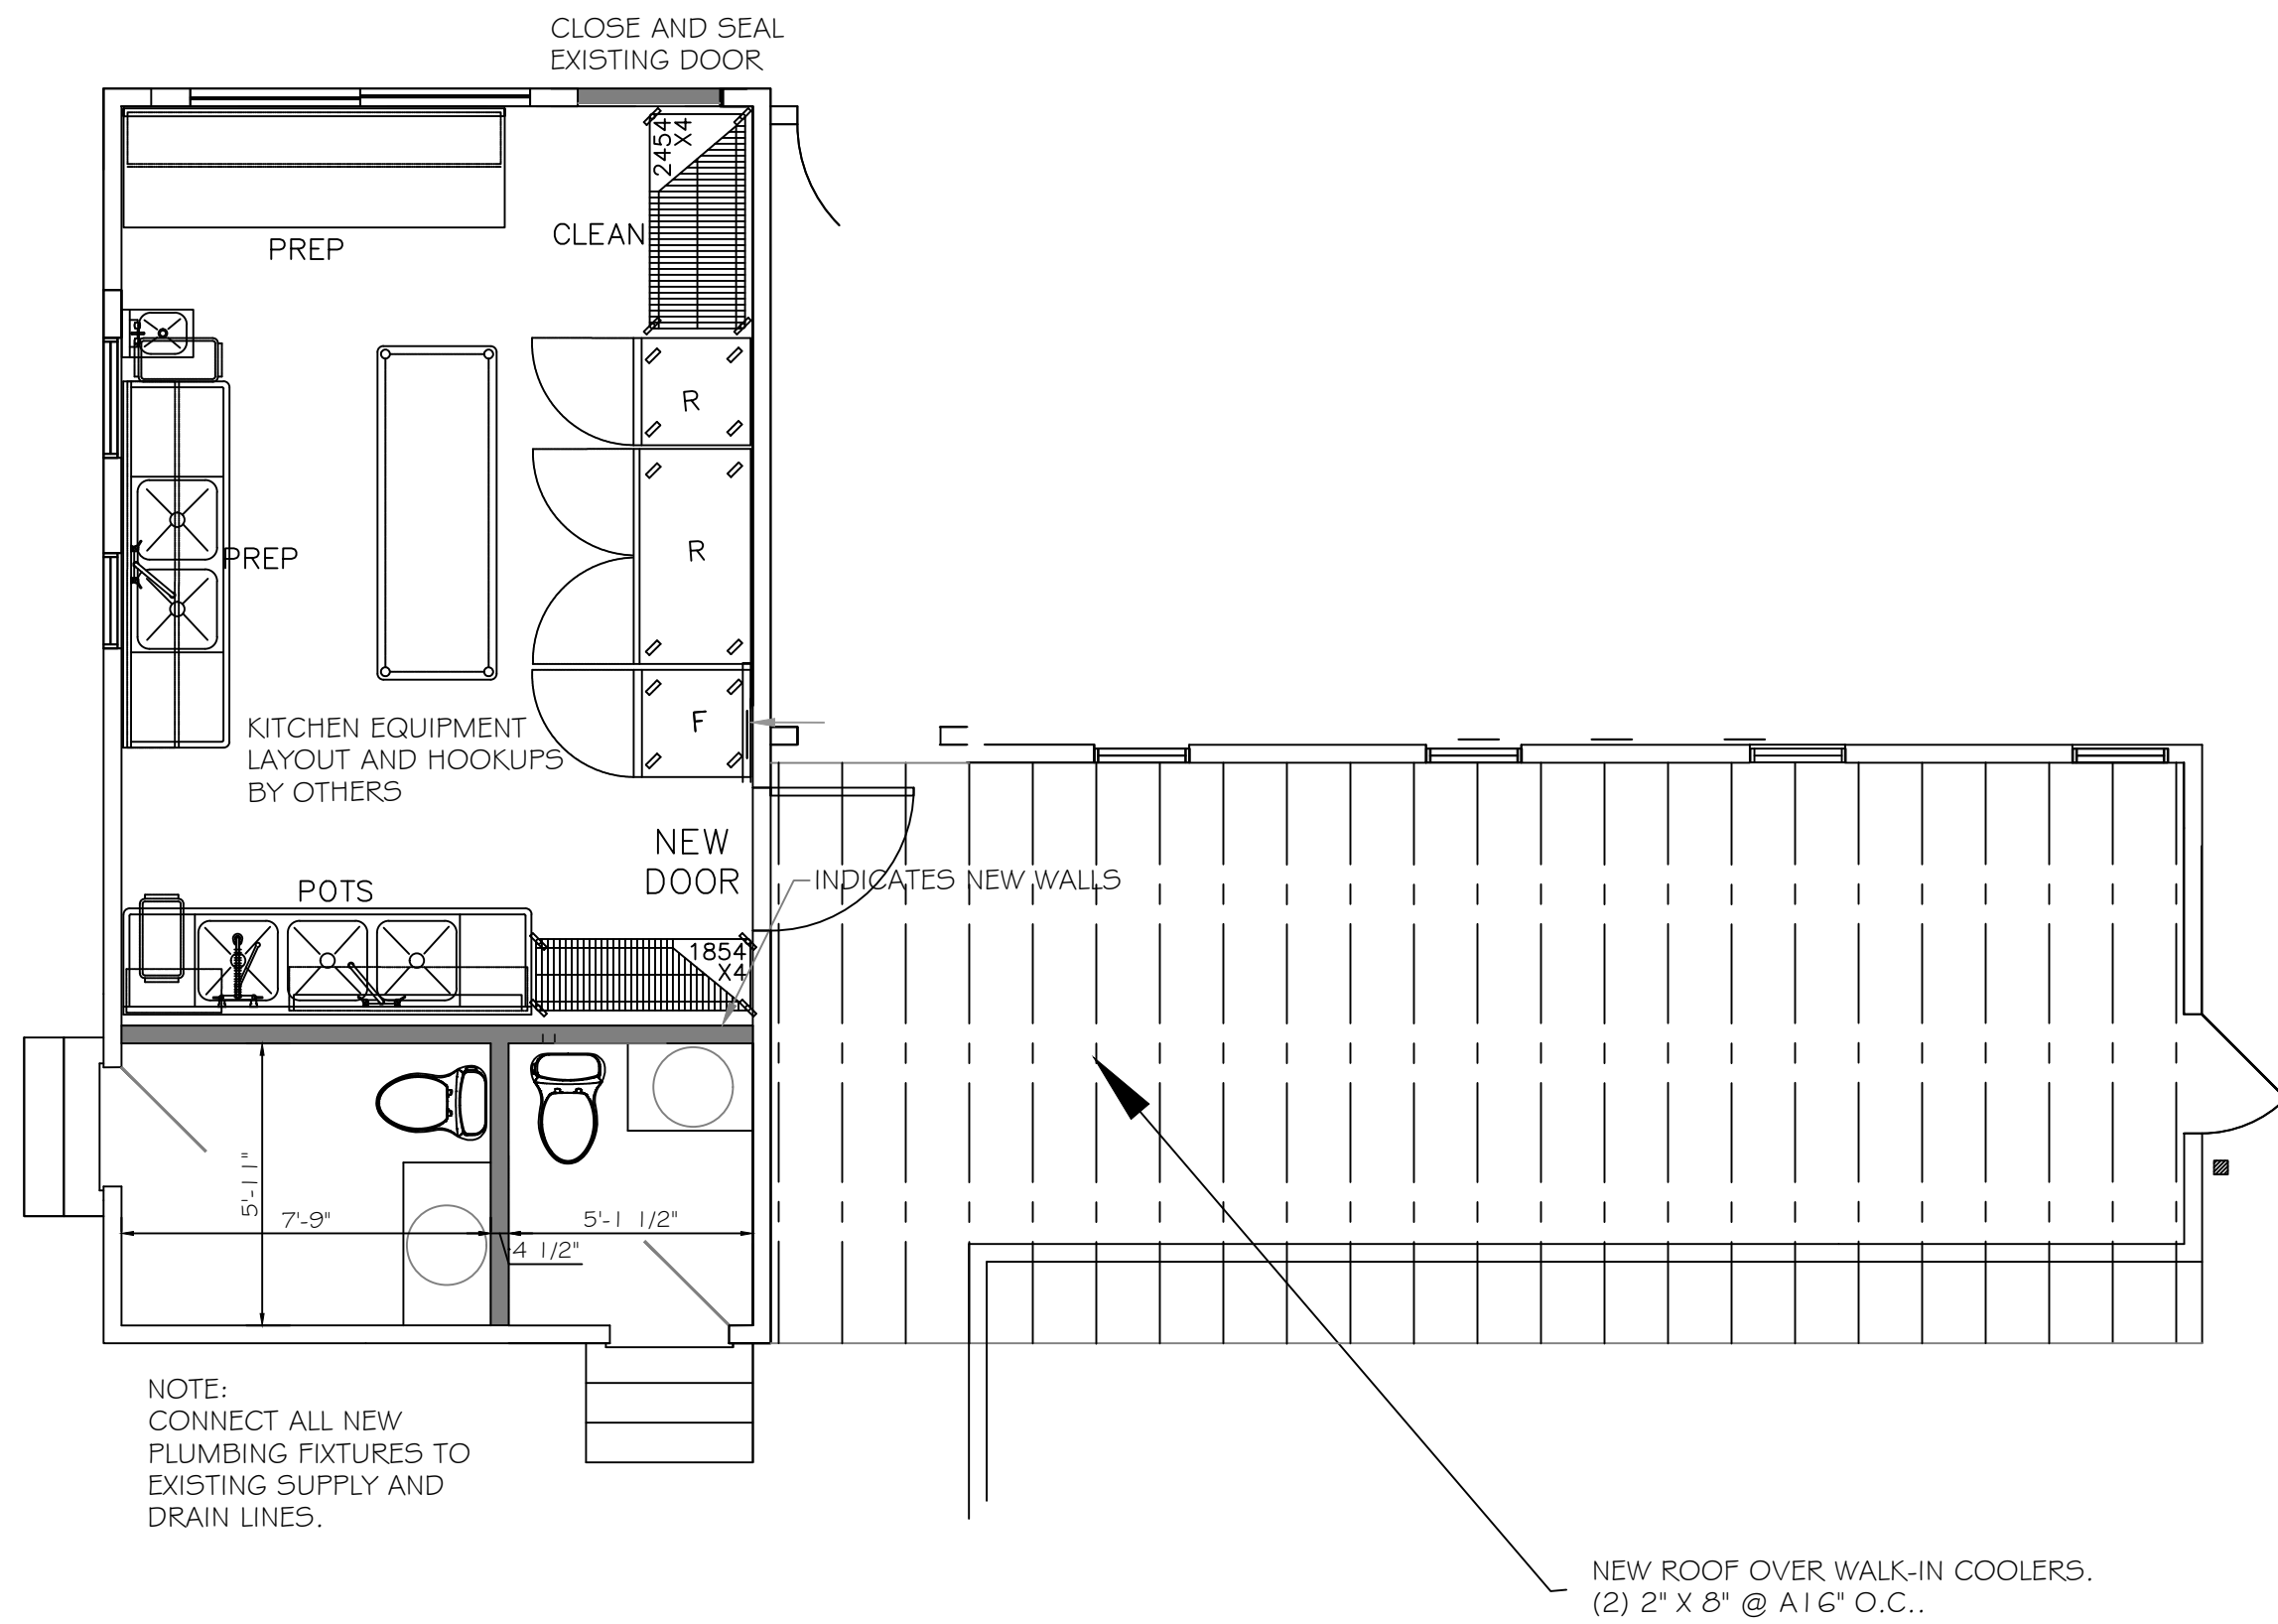 CLOSE AND SEAL
EXISTING DOOR
2454
X4
CLEAN
PREP
R
R
PREP
F
KITCHEN EQUIPMENT
LAYOUT AND HOOKUPS
BY OTHERS
NEW
DOOR
INDICATES NEW WALLS
POTS
1854
X4
5'-11"
7'-9"
5'-1 1/2"
4 1/2"
NOTE:
CONNECT ALL NEW
PLUMBING FIXTURES TO
EXISTING SUPPLY AND
DRAIN LINES.
NEW ROOF OVER WALK-IN COOLERS.
(2) 2" X 8" @ A16" O.C..